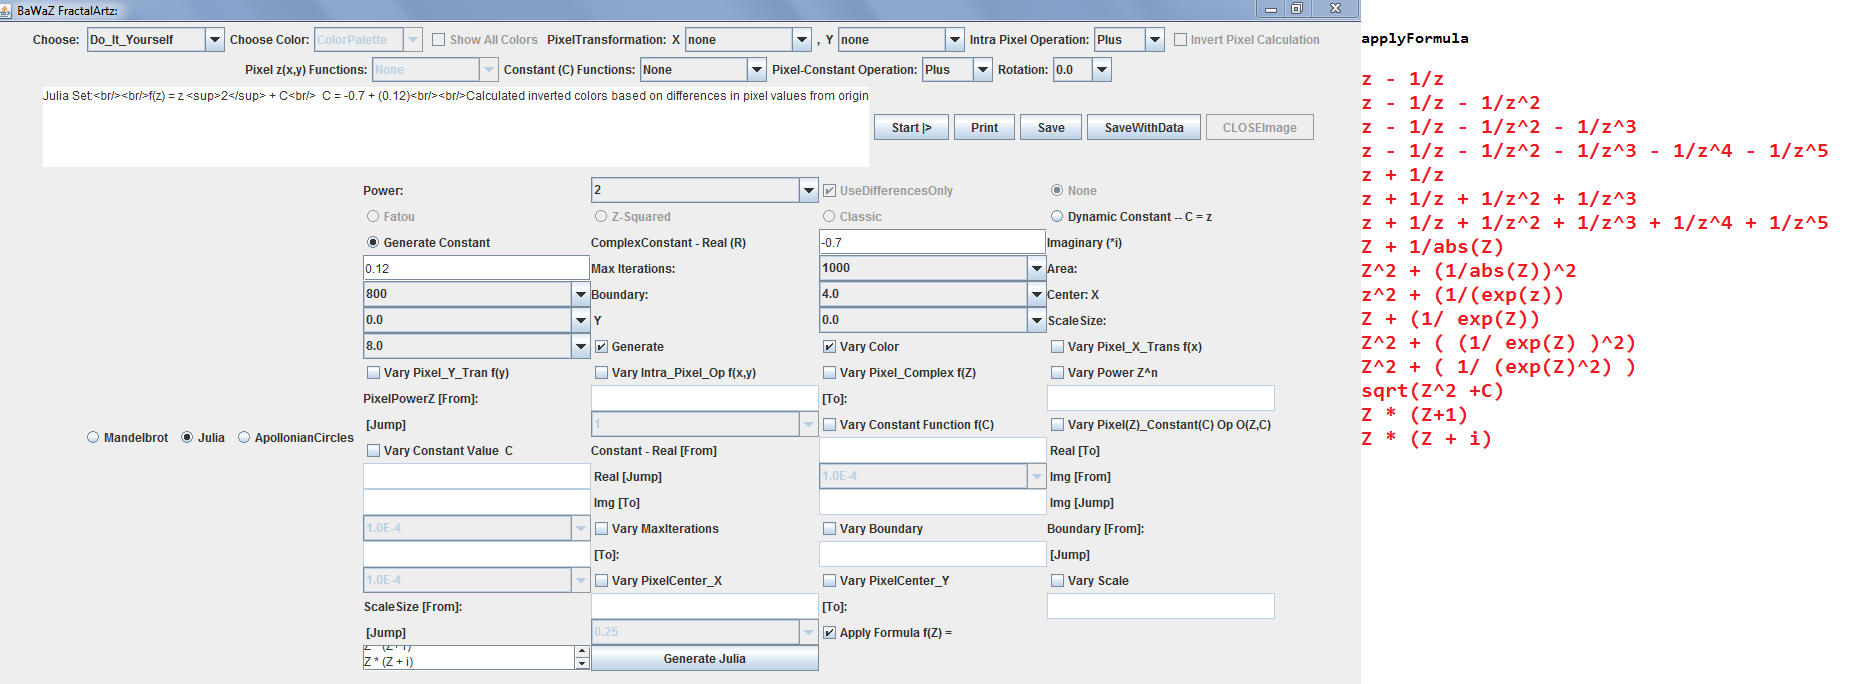 BaWaZ FractalArtz:
Choose: Do_It_Yourself Choose Color: ColorPalette Show All Colors PixelTransformation: X none , Y none Intra Pixel Operation: Plus Invert Pixel Calculation
Pixel z(x,y) Functions: None Constant (C) Functions: None Pixel-Constant Operation: Plus Rotation: 0.0
Julia Set:<br/><br/>f(z) = z <sup>2</sup> + C<br/> C = -0.7 + (0.12)<br/><br/>Calculated inverted colors based on differences in pixel values from origin
Start |> Print Save SaveWithData CLOSEImage
Power: 2 UseDifferencesOnly None
Fatou Z-Squared Classic Dynamic Constant -- C = z
Generate Constant ComplexConstant - Real (R) -0.7 Imaginary (*i)
0.12 Max Iterations: 1000 Area:
800 Boundary: 4.0 Center: X
0.0 Y 0.0 ScaleSize:
8.0 Generate Vary Color Vary Pixel_X_Trans f(x)
Vary Pixel_Y_Tran f(y) Vary Intra_Pixel_Op f(x,y) Vary Pixel_Complex f(Z) Vary Power Z^n
PixelPowerZ [From]: [To]:
[Jump] 1 Vary Constant Function f(C) Vary Pixel(Z)_Constant(C) Op O(Z,C)
Mandelbrot Julia ApollonianCircles
Vary Constant Value C Constant - Real [From] Real [To]
Real [Jump] 1.0E-4 Img [From]
Img [To] Img [Jump]
1.0E-4 Vary MaxIterations Vary Boundary Boundary [From]:
[To]: [Jump]
1.0E-4 Vary PixelCenter_X Vary PixelCenter_Y Vary Scale
ScaleSize [From]: [To]:
[Jump] 0.25 Apply Formula f(Z) =
Z * (Z+1)
Z * (Z + i) Generate Julia
applyFormula
z - 1/z
z - 1/z - 1/z^2
z - 1/z - 1/z^2 - 1/z^3
z - 1/z - 1/z^2 - 1/z^3 - 1/z^4 - 1/z^5
z + 1/z
z + 1/z + 1/z^2 + 1/z^3
z + 1/z + 1/z^2 + 1/z^3 + 1/z^4 + 1/z^5
Z + 1/abs(Z)
Z^2 + (1/abs(Z))^2
z^2 + (1/(exp(z))
Z + (1/ exp(Z))
Z^2 + ( (1/ exp(Z) )^2)
Z^2 + ( 1/ (exp(Z)^2) )
sqrt(Z^2 +C)
Z * (Z+1)
Z * (Z + i)